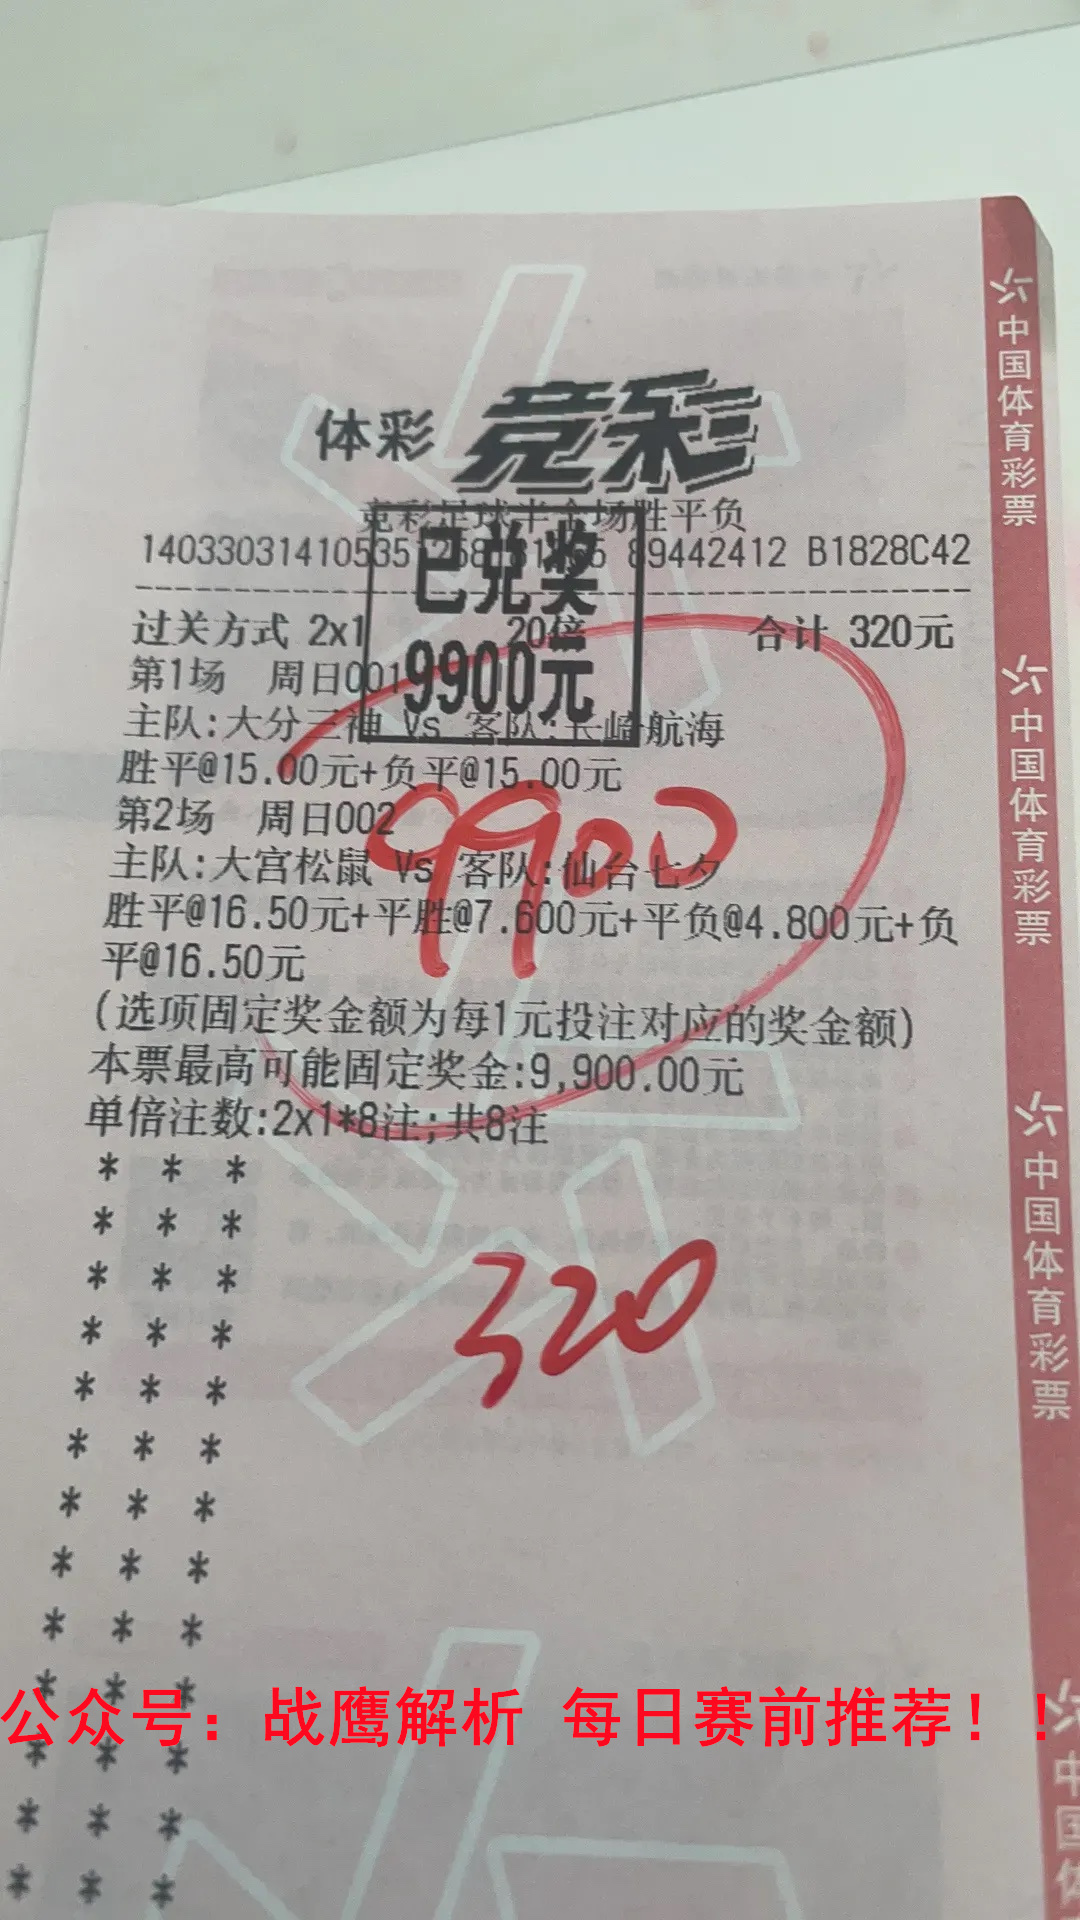 体彩 竞彩
竞彩足球半全场胜平负
89442412 B1828C42
已兑奖
9900元
过关方式 2x1 20倍 合计 320元
第1场 周日001
主队:大分三神 Vs 客队:长崎航海
胜平@15.00元+负平@15.00元
第2场 周日002
主队:大宫松鼠 Vs 客队:仙台七夕
胜平@16.50元+平胜@7.600元+平负@4.800元+负
平@16.50元
(选项固定奖金额为每1元投注对应的奖金额)
本票最高可能固定奖金:9,900.00元
单倍注数:2x1*8注;共8注
9900
320
* * *
* * *
* * *
* * *
* * *
* * *
* * *
* * *
* * *
* * *
* * *
* * *
* * *
公众号：战鹰解析 每日赛前推荐！！
中国体育彩票
中国体育彩票
中国体育彩票
中国体